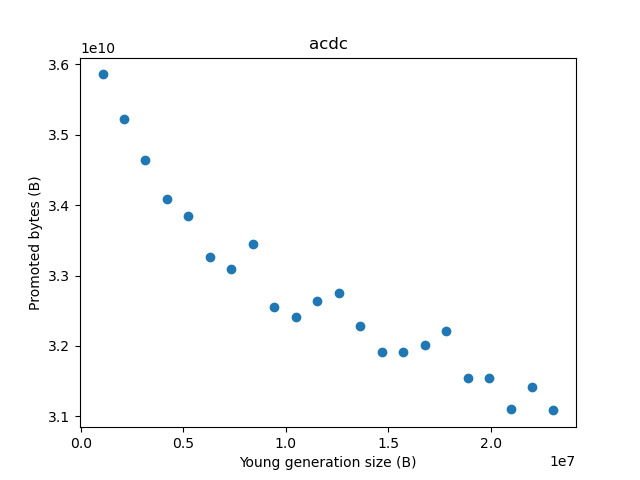 acdc
1e10
3.6
3.5
3.4
3.3
3.2
3.1
Promoted bytes (B)
0.0 0.5 1.0 1.5 2.0
1e7
Young generation size (B)